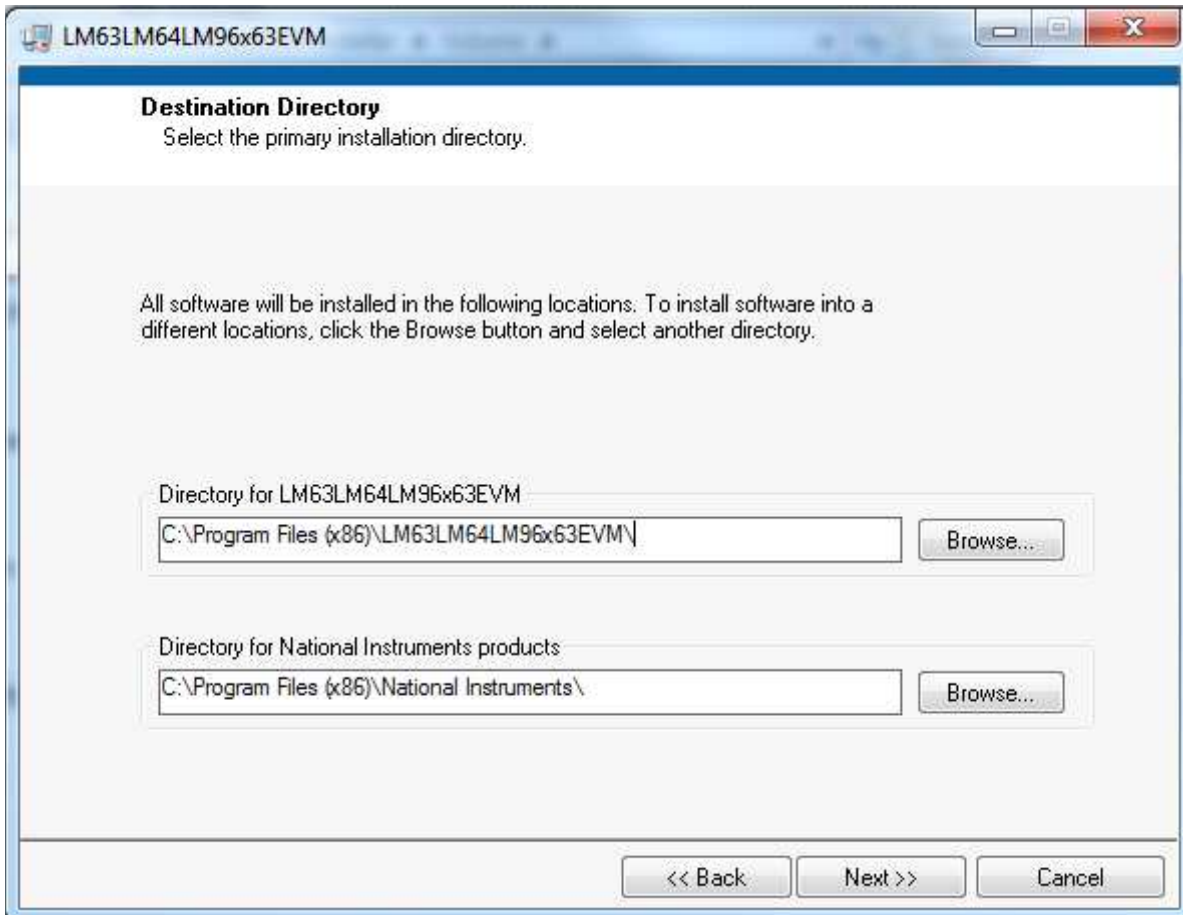 LM63LM64LM96x63EVM
Destination Directory
Select the primary installation directory.
All software will be installed in the following locations. To install software into a
different locations, click the Browse button and select another directory.
Directory for LM63LM64LM96x63EVM
C:\Program Files (x86)\LM63LM64LM96x63EVM\
Browse...
Directory for National Instruments products
C:\Program Files (x86)\National Instruments\
Browse...
<< Back
Next >>
Cancel